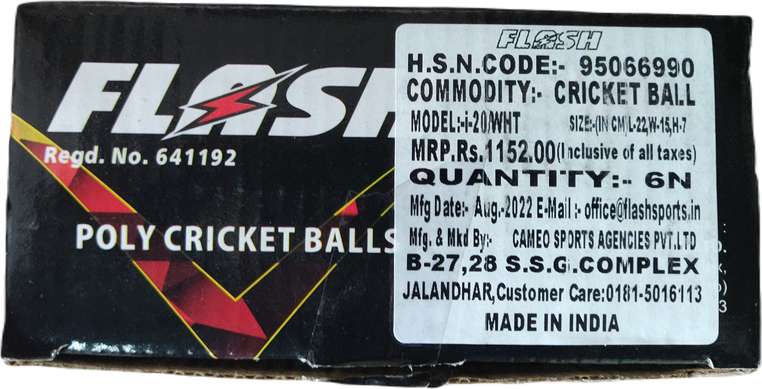 FLASH
Regd. No. 641192
POLY CRICKET BALLS
FLASH
H.S.N.CODE:- 95066990
COMMODITY:- CRICKET BALL
MODEL:-i-20/WHT SIZE:-(IN CM)L-22,W-15,H-7
MRP.Rs.1152.00(Inclusive of all taxes)
QUANTITY:- 6N
Mfg Date:- Aug.-2022 E-Mail :- office@flashsports.in
Mfg. & Mkd By:- CAMEO SPORTS AGENCIES PVT.LTD
B-27,28 S.S.G.COMPLEX
JALANDHAR,Customer Care:0181-5016113
MADE IN INDIA